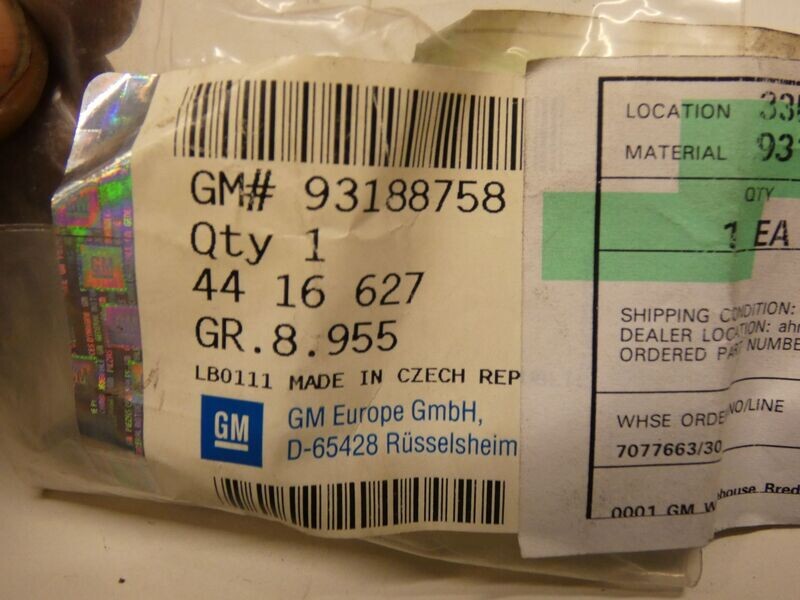 GM# 93188758
Qty 1
44 16 627
GR.8.955
LB0111 MADE IN CZECH REP
GM
GM Europe GmbH,
D-65428 Rüsselsheim
LOCATION
MATERIAL
QTY
1 EA
SHIPPING CONDITION:
DEALER LOCATION:
ORDERED PART NUMBE
WHSE ORDER NO/LINE
7077663/30
0001 GM